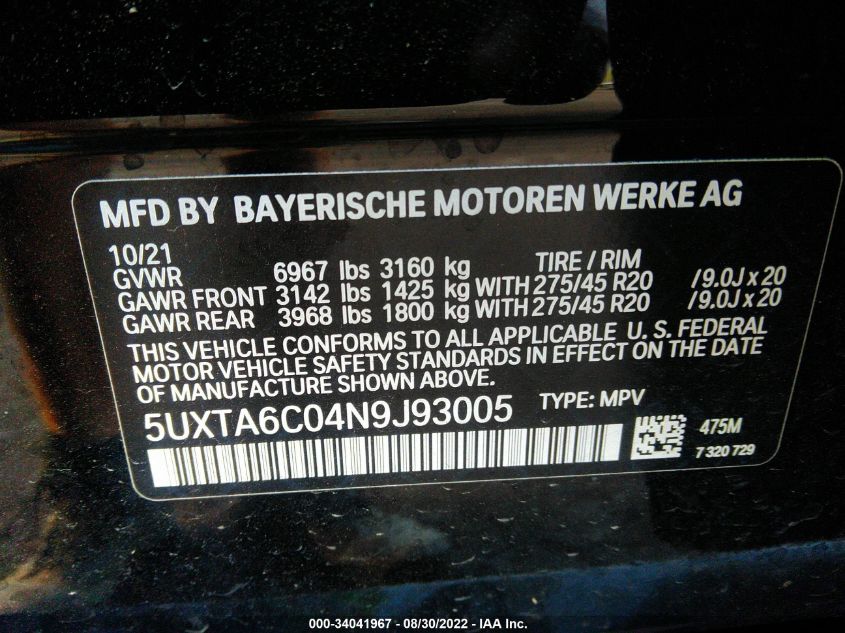 MFD BY BAYERISCHE MOTOREN WERKE AG
10/21 TIRE / RIM
GVWR 6967 lbs 3160 kg
GAWR FRONT 3142 lbs 1425 kg WITH 275/45 R20 /9.0J x 20
GAWR REAR 3968 lbs 1800 kg WITH 275/45 R20 /9.0J x 20
THIS VEHICLE CONFORMS TO ALL APPLICABLE U. S. FEDERAL
MOTOR VEHICLE SAFETY STANDARDS IN EFFECT ON THE DATE
OF MANUFACTURE SHOWN ABOVE.
5UXTA6C04N9J93005 TYPE: MPV
475M
7 320 729
000-34041967 - 08/30/2022 - IAA Inc.